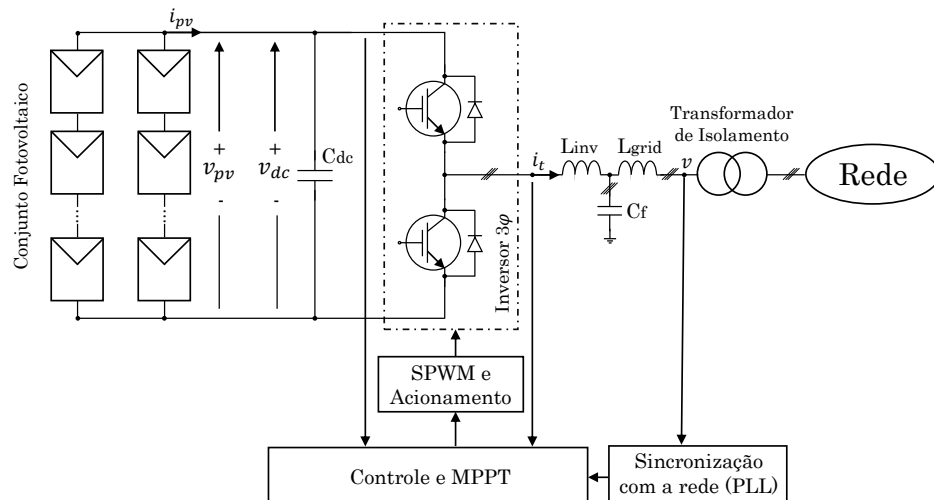 Conjunto Fotovoltaico
i_pv
+
v_pv
-
+
v_dc
-
Cdc
Inversor 3φ
i_t
Linv
Lgrid
Cf
v
Transformador
de Isolamento
Rede
SPWM e
Acionamento
Controle e MPPT
Sincronização
com a rede (PLL)